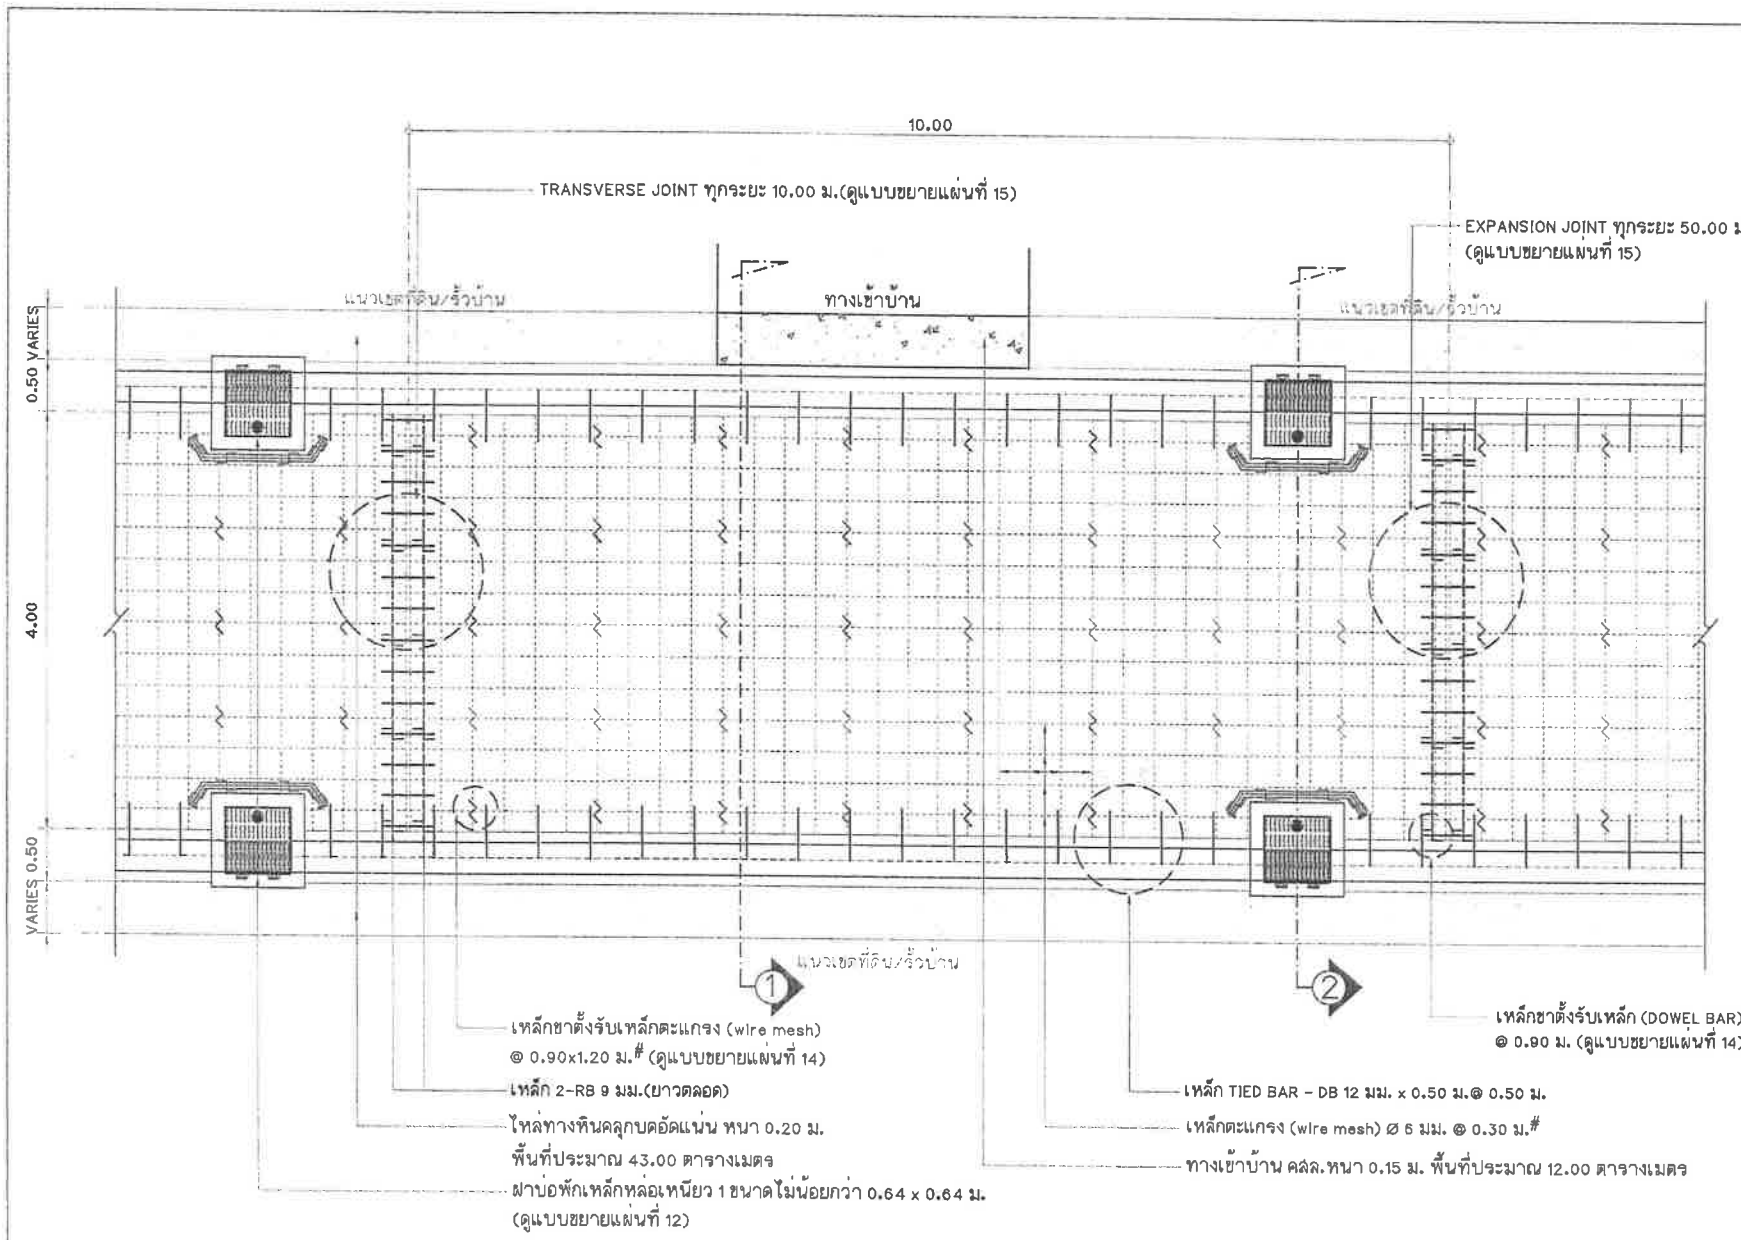 10.00
TRANSVERSE JOINT ทุกระยะ 10.00 ม.(ดูแบบขยายแผ่นที่ 15)
EXPANSION JOINT ทุกระยะ 50.00 ม
(ดูแบบขยายแผ่นที่ 15)
แนวเขตที่ดิน/รั้วบ้าน
ทางเข้าบ้าน
แนวเขตที่ดิน/รั้วบ้าน
VARIES
0.50
4.00
0.50
VARIES
แนวเขตที่ดิน/รั้วบ้าน
1
2
เหล็กขาตั้งรับเหล็กตะแกรง (wire mesh)
@ 0.90x1.20 ม.# (ดูแบบขยายแผ่นที่ 14)
เหล็ก 2-RB 9 มม.(ยาวตลอด)
ไหล่ทางหินคลุกบดอัดแน่น หนา 0.20 ม.
พื้นที่ประมาณ 43.00 ตารางเมตร
ฝาบ่อพักเหล็กหล่อเหนียว 1 ขนาดไม่น้อยกว่า 0.64 x 0.64 ม.
(ดูแบบขยายแผ่นที่ 12)
เหล็กขาตั้งรับเหล็ก (DOWEL BAR)
@ 0.90 ม. (ดูแบบขยายแผ่นที่ 14)
เหล็ก TIED BAR - DB 12 มม. x 0.50 ม.@ 0.50 ม.
เหล็กตะแกรง (wire mesh) Ø 6 มม. @ 0.30 ม.#
ทางเข้าบ้าน คสล.หนา 0.15 ม. พื้นที่ประมาณ 12.00 ตารางเมตร